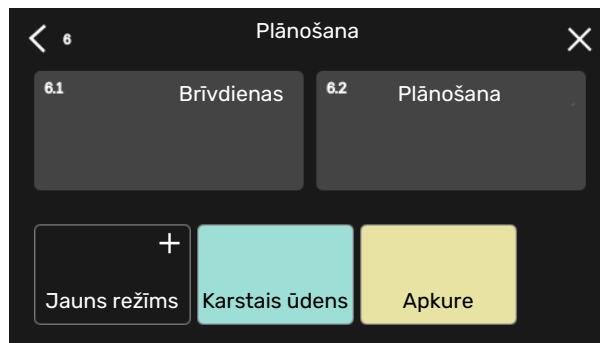 6 Plānošana
6.1 Brīvdienas
6.2 Plānošana
Jauns režīms
Karstais ūdens
Apkure